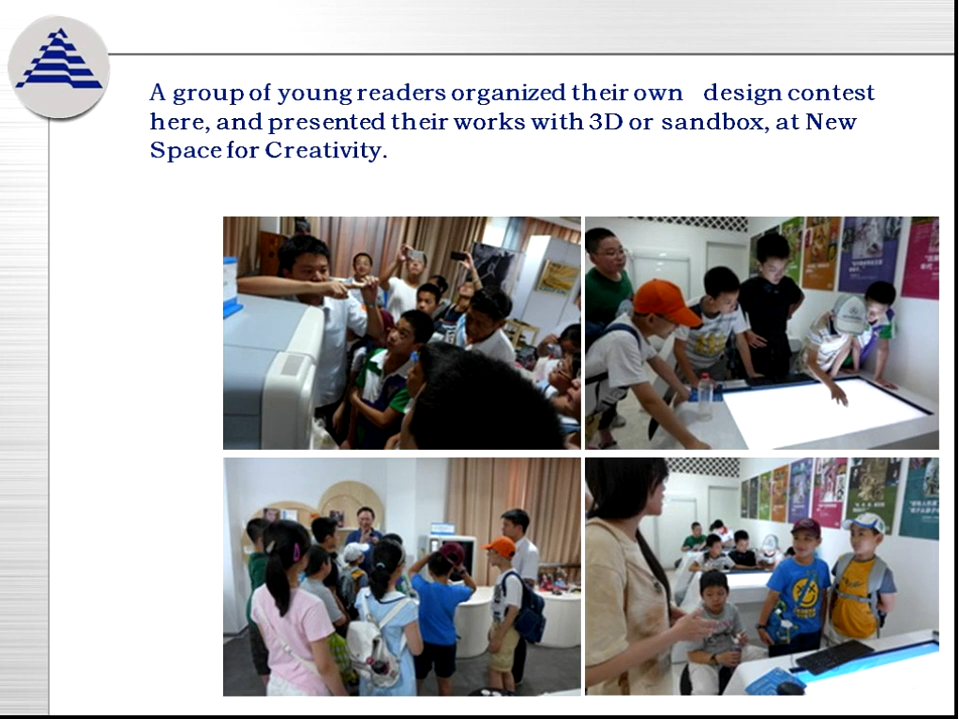 A group of young readers organized their own design contest
here, and presented their works with 3D or sandbox, at New
Space for Creativity.